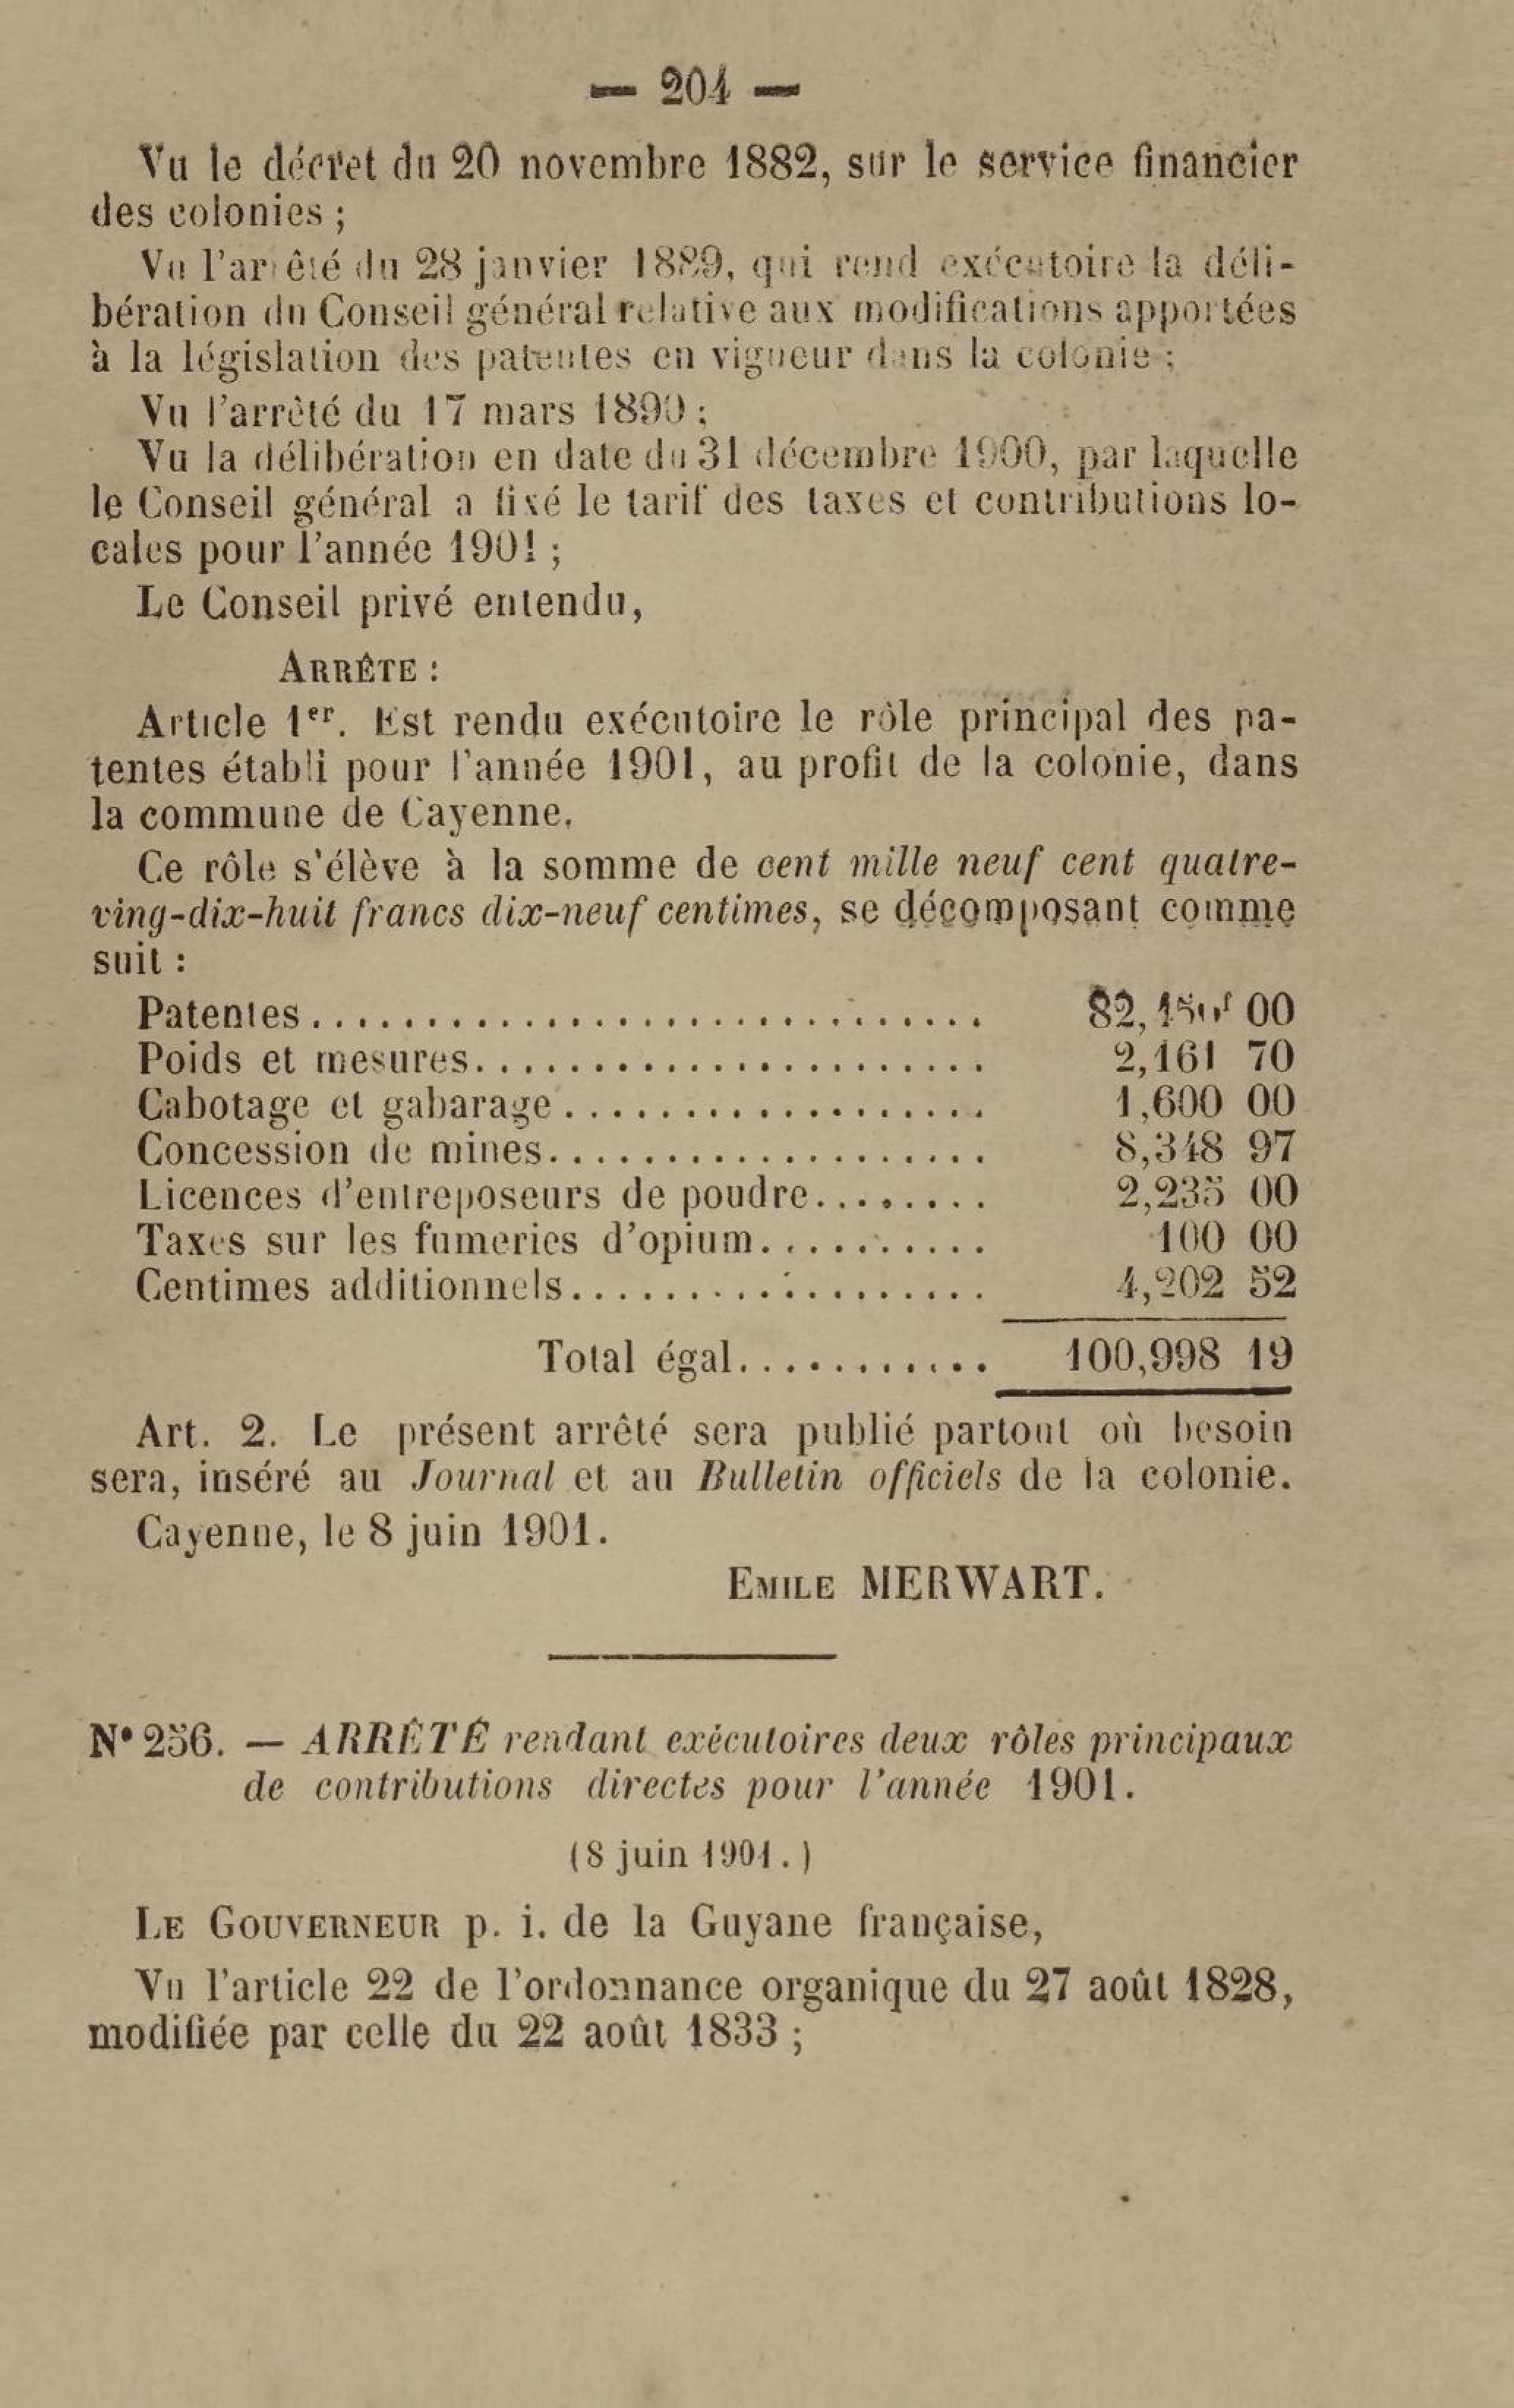 — 204 —
Vu le décret du 20 novembre 1882, sur le service financier
des colonies ;
Vu l'arrêté du 28 janvier 1889, qui rend exécutoire la déli-
bération du Conseil général relative aux modifications apportées
à la législation des patentes en vigueur dans la colonie ;
Vu l'arrêté du 17 mars 1890 ;
Vu la délibération en date du 31 décembre 1900, par laquelle
le Conseil général a fixé le tarif des taxes et contributions lo-
cales pour l'année 1901 ;
Le Conseil privé entendu,
ARRÊTE :
Article 1er. Est rendu exécutoire le rôle principal des pa-
tentes établi pour l'année 1901, au profit de la colonie, dans
la commune de Cayenne.
Ce rôle s'élève à la somme de cent mille neuf cent quatre-
ving-dix-huit francs dix-neuf centimes, se décomposant comme
suit :
Patentes.............................. 00
Poids et mesures...................... 2,161 70
Cabotage et gabarage.................. 1,600 00
Concession de mines................... 8,348 97
Licences d'entreposeurs de poudre........ 2,235 00
Taxes sur les fumeries d'opium.......... 100 00
Centimes additionnels.................. 4,202 52
Total égal........... 100,998 19
Art. 2. Le présent arrêté sera publié partout où besoin
sera, inséré au Journal et au Bulletin officiels de la colonie.
Cayenne, le 8 juin 1901.
EMILE MERWART.
N° 256. — ARRÊTÉ rendant exécutoires deux rôles principaux
de contributions directes pour l'année 1901.
(8 juin 1901.)
LE GOUVERNEUR p. i. de la Guyane française,
Vu l'article 22 de l'ordonnance organique du 27 août 1828,
modifiée par celle du 22 août 1833 ;